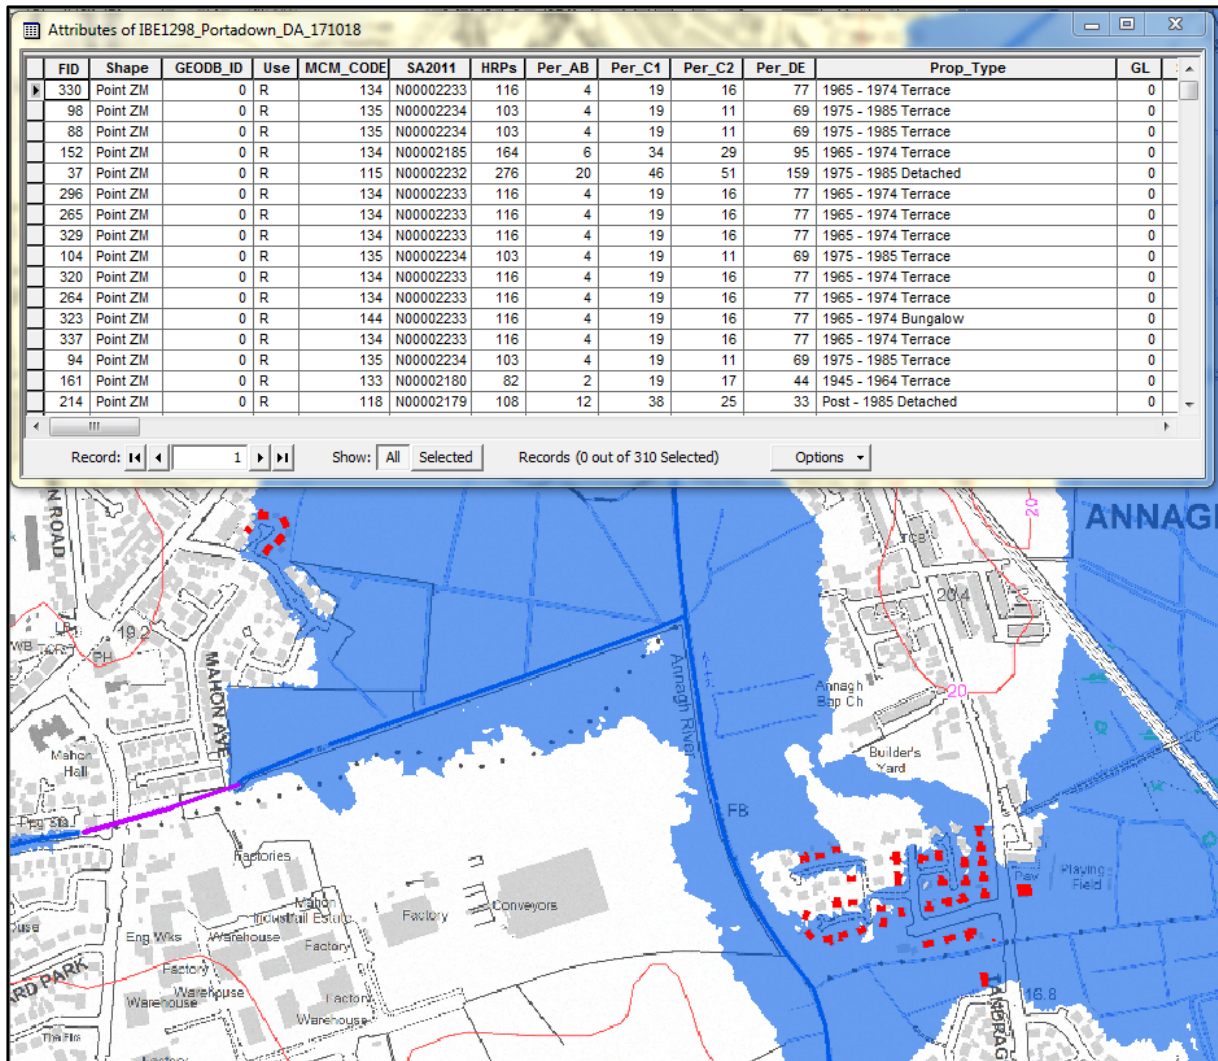 Attributes of IBE1298_Portadown_DA_171018
FID Shape GEODB_ID Use MCM_CODE SA2011 HRPs Per_AB Per_C1 Per_C2 Per_DE Prop_Type GL
330 Point ZM 0 R 134 N00002233 116 4 19 16 77 1965 - 1974 Terrace 0
98 Point ZM 0 R 135 N00002234 103 4 19 11 69 1975 - 1985 Terrace 0
88 Point ZM 0 R 135 N00002234 103 4 19 11 69 1975 - 1985 Terrace 0
152 Point ZM 0 R 134 N00002185 164 6 34 29 95 1965 - 1974 Terrace 0
37 Point ZM 0 R 115 N00002232 276 20 46 51 159 1975 - 1985 Detached 0
296 Point ZM 0 R 134 N00002233 116 4 19 16 77 1965 - 1974 Terrace 0
265 Point ZM 0 R 134 N00002233 116 4 19 16 77 1965 - 1974 Terrace 0
329 Point ZM 0 R 134 N00002233 116 4 19 16 77 1965 - 1974 Terrace 0
104 Point ZM 0 R 135 N00002234 103 4 19 11 69 1975 - 1985 Terrace 0
320 Point ZM 0 R 134 N00002233 116 4 19 16 77 1965 - 1974 Terrace 0
264 Point ZM 0 R 134 N00002233 116 4 19 16 77 1965 - 1974 Terrace 0
323 Point ZM 0 R 144 N00002233 116 4 19 16 77 1965 - 1974 Bungalow 0
337 Point ZM 0 R 134 N00002233 116 4 19 16 77 1965 - 1974 Terrace 0
94 Point ZM 0 R 135 N00002234 103 4 19 11 69 1975 - 1985 Terrace 0
161 Point ZM 0 R 133 N00002180 82 2 19 17 44 1945 - 1964 Terrace 0
214 Point ZM 0 R 118 N00002179 108 12 38 25 33 Post - 1985 Detached 0
Record: 1 Show: All Selected Records (0 out of 310 Selected) Options
N ROAD
20
ANNAG
TCB
20.4
19.2
WB
PH
MAHON AVE
Annagh River
Annagh
Bap Ch
20
Builder's
Yard
Mahon
Hall
FB
Factories
Playing
Field
Pav
Mahon
Industrial Estate
Factory
Conveyors
Eng Wks
Warehouse
Factory
Factory
ARD PARK
Warehouse
Warehouse
Factory
Warehouse
16.8
TANDRAG
The Firs
Factory